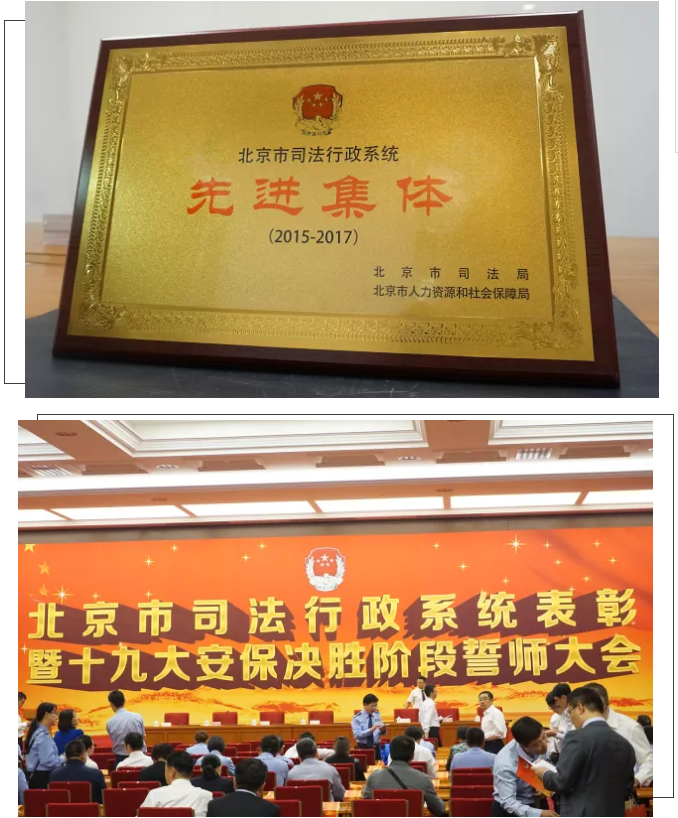 北京市司法行政系统
先进集体
(2015-2017)
北京市司法局
北京市人力资源和社会保障局
北京市司法行政系统表彰
暨十九大安保决胜阶段誓师大会